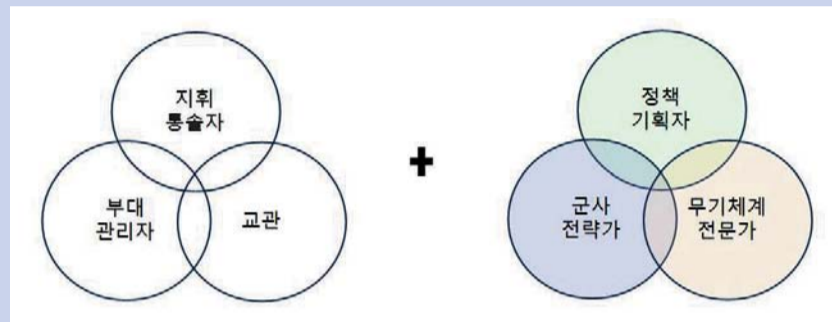 지휘
통솔자
부대
관리자
교관
+
정책
기획자
군사
전략가
무기체계
전문가